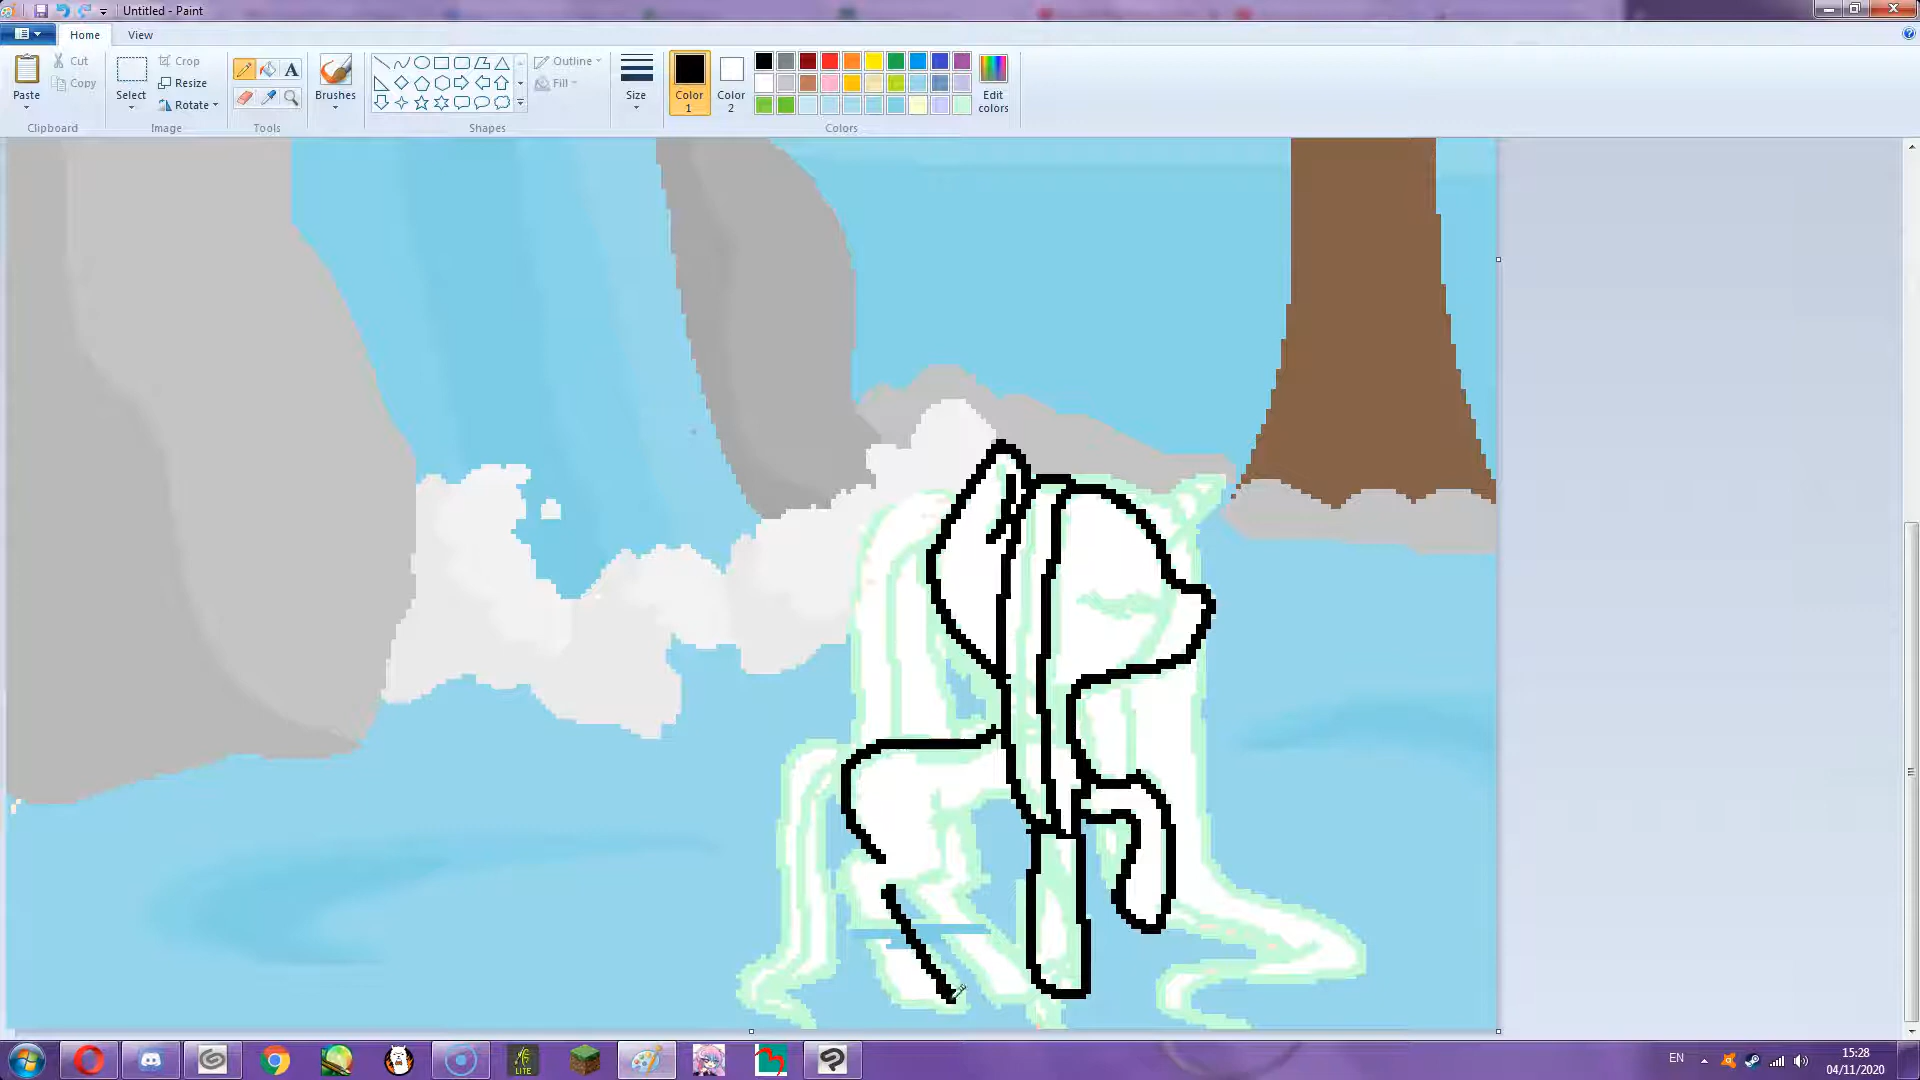 Untitled - Paint
Home
View
Paste
Cut
Copy
Clipboard
Select
Crop
Resize
Rotate
Image
A
Tools
Brushes
Outline
Fill
Shapes
Size
Color 1
Color 2
Edit colors
Colors
LITE
EN
15:28
04/11/2020